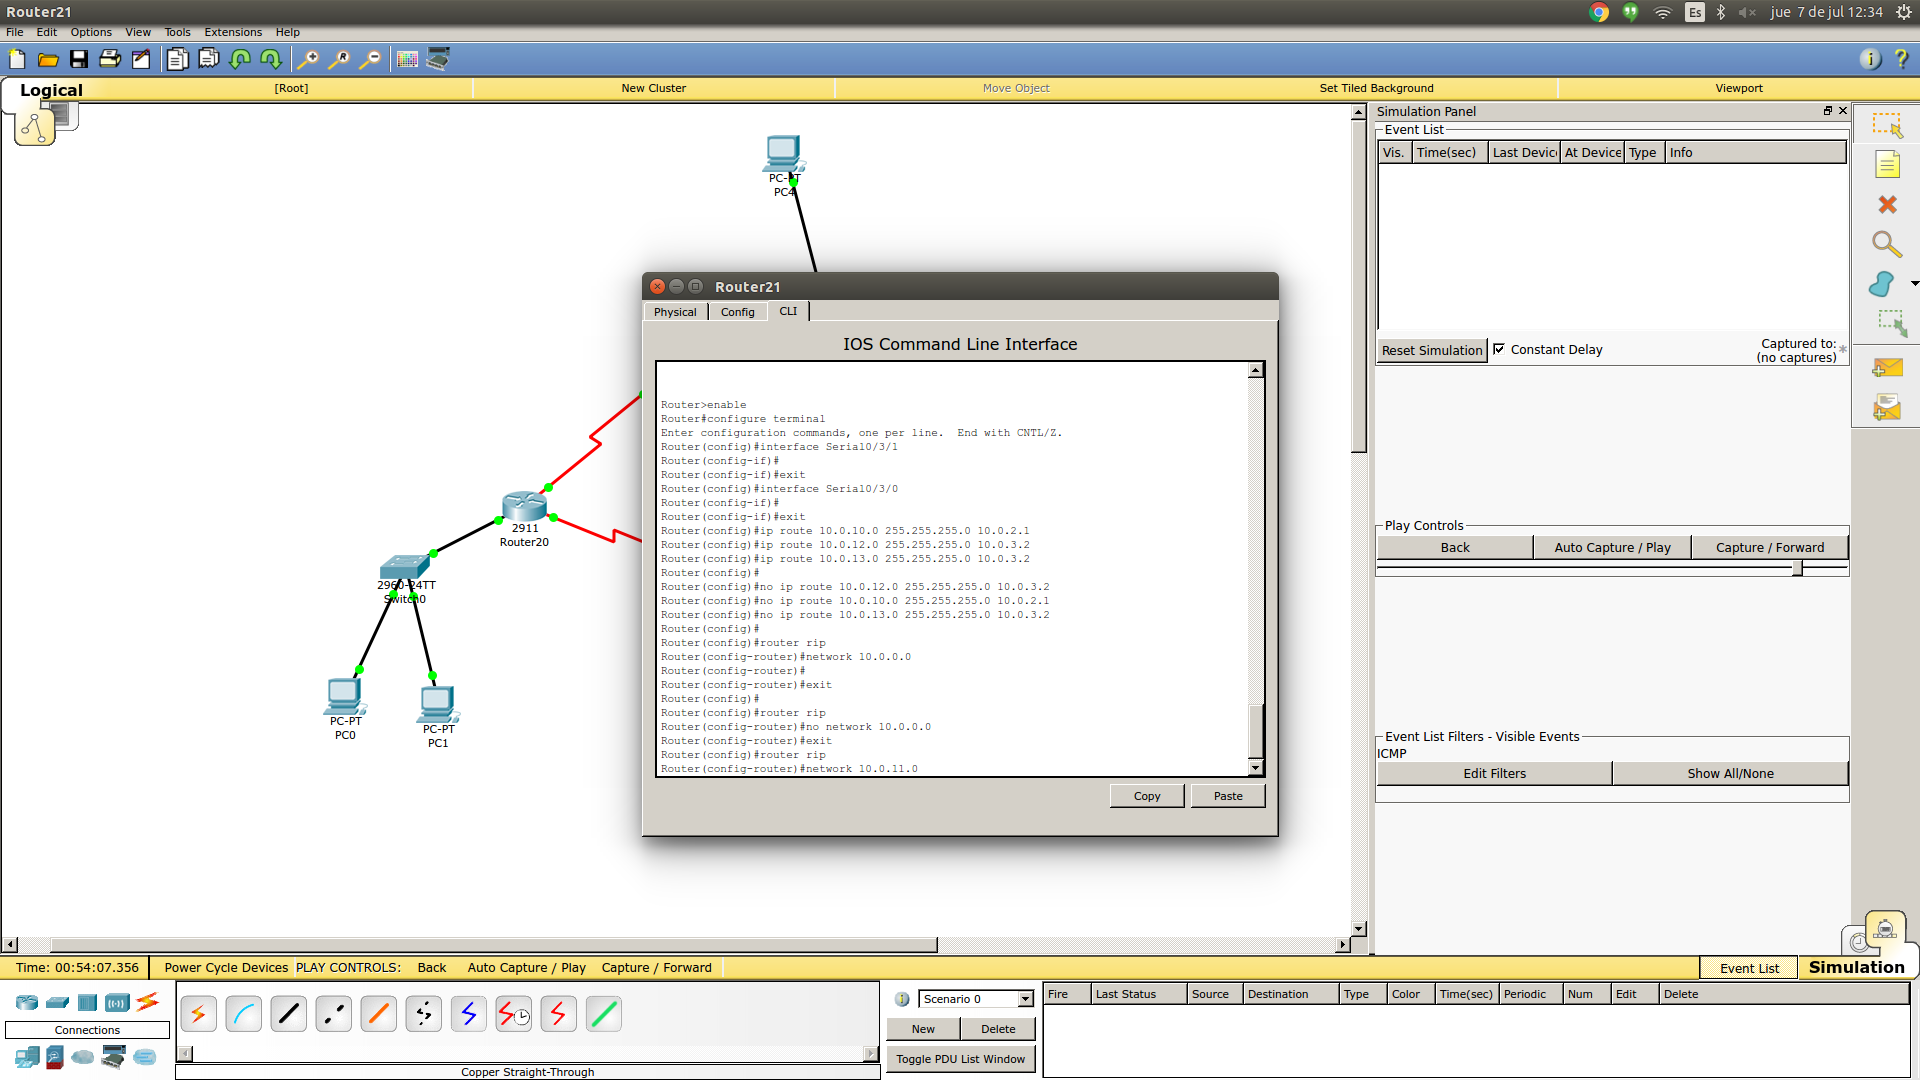 Router21
Es
jue 7 de jul 12:34
File Edit Options View Tools Extensions Help
Logical
[Root]
New Cluster
Move Object
Set Tiled Background
Viewport
PC-PT
PC4
2911
Router20
2960-24TT
Switch0
PC-PT
PC0
PC-PT
PC1
Router21
Physical Config CLI
IOS Command Line Interface
Router>enable
Router#configure terminal
Enter configuration commands, one per line.  End with CNTL/Z.
Router(config)#interface Serial0/3/1
Router(config-if)#
Router(config-if)#exit
Router(config)#interface Serial0/3/0
Router(config-if)#
Router(config-if)#exit
Router(config)#ip route 10.0.10.0 255.255.255.0 10.0.2.1
Router(config)#ip route 10.0.12.0 255.255.255.0 10.0.3.2
Router(config)#ip route 10.0.13.0 255.255.255.0 10.0.3.2
Router(config)#
Router(config)#no ip route 10.0.12.0 255.255.255.0 10.0.3.2
Router(config)#no ip route 10.0.10.0 255.255.255.0 10.0.2.1
Router(config)#no ip route 10.0.13.0 255.255.255.0 10.0.3.2
Router(config)#
Router(config)#router rip
Router(config-router)#network 10.0.0.0
Router(config-router)#
Router(config-router)#exit
Router(config)#
Router(config)#router rip
Router(config-router)#no network 10.0.0.0
Router(config-router)#exit
Router(config)#router rip
Router(config-router)#network 10.0.11.0
Copy Paste
Simulation Panel
Event List
Vis. Time(sec) Last Devic At Device Type Info
Reset Simulation
Constant Delay
Captured to:
(no captures)
*
Play Controls
Back Auto Capture / Play Capture / Forward
Event List Filters - Visible Events
ICMP
Edit Filters Show All/None
Time: 00:54:07.356
Power Cycle Devices PLAY CONTROLS: Back Auto Capture / Play Capture / Forward
Event List
Simulation
Connections
Copper Straight-Through
Scenario 0
New Delete
Toggle PDU List Window
Fire Last Status Source Destination Type Color Time(sec) Periodic Num Edit Delete